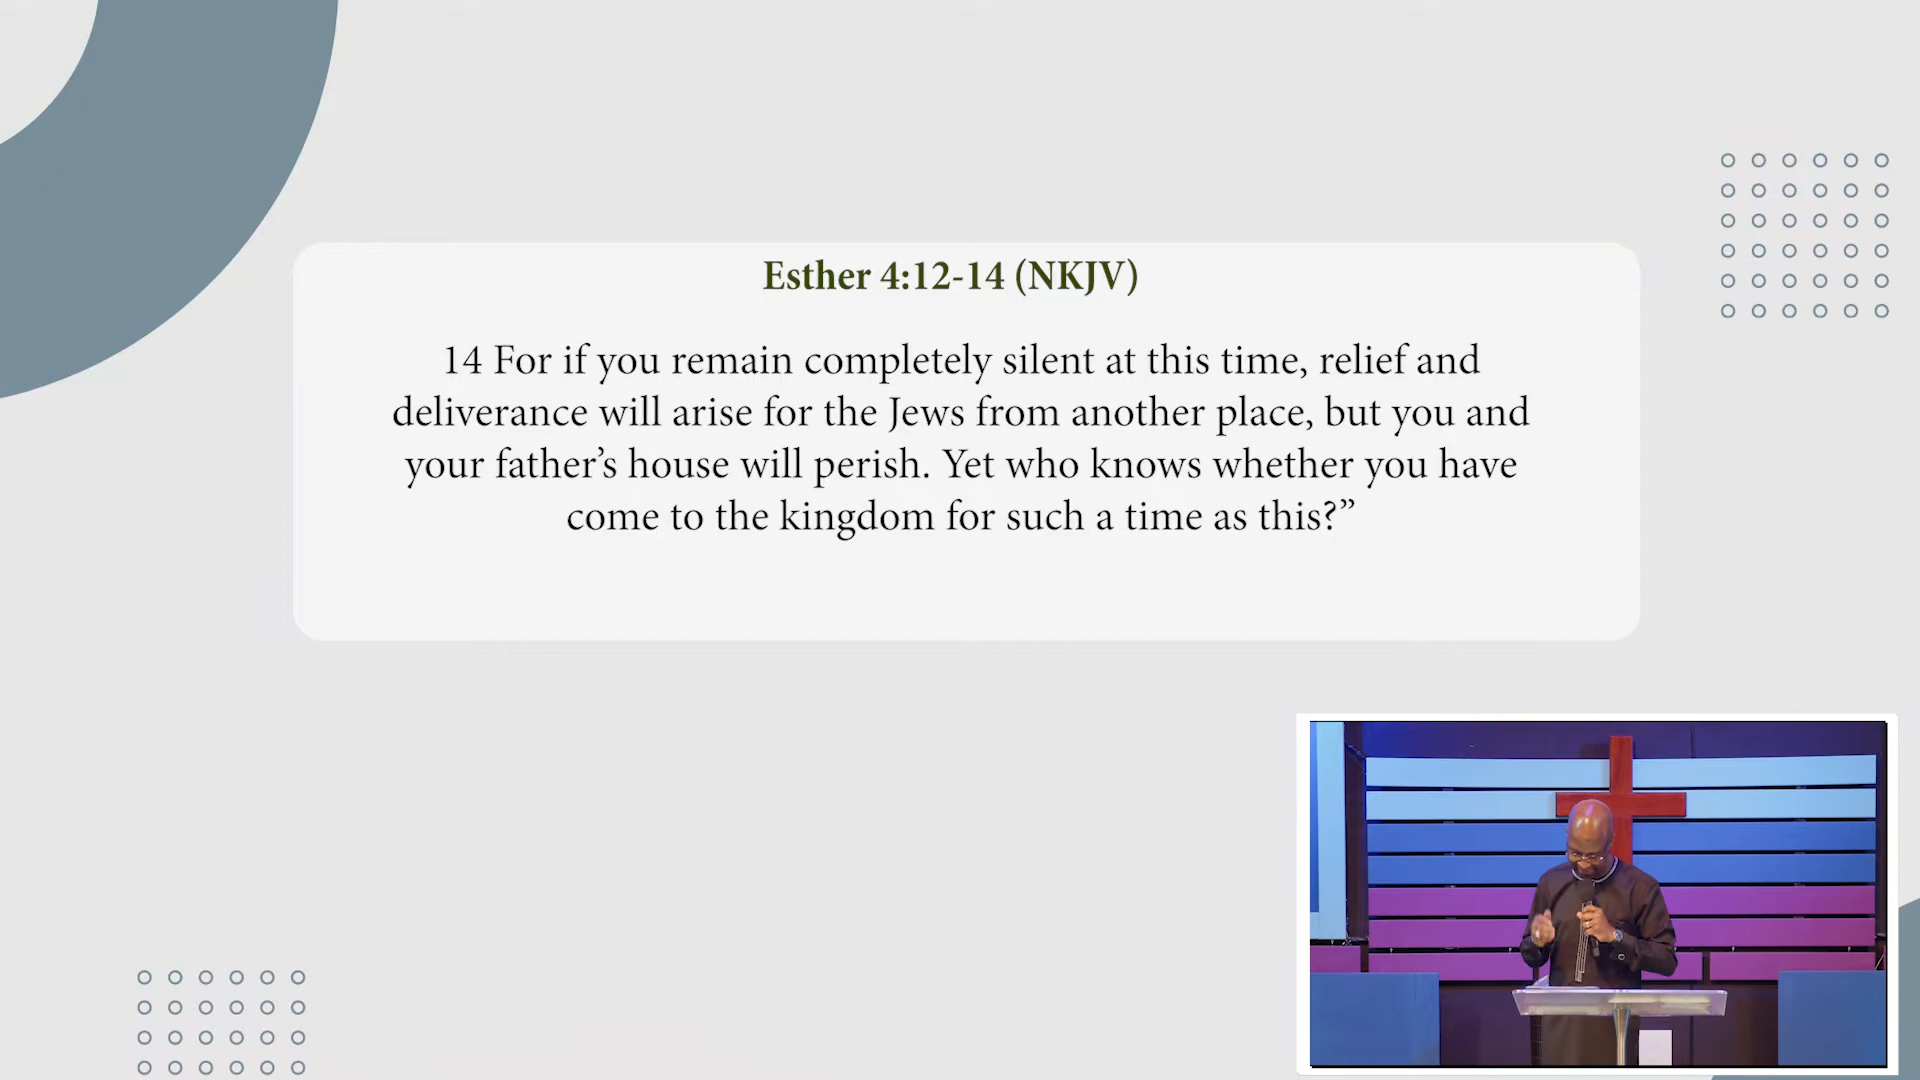 Esther 4:12-14 (NKJV)
14 For if you remain completely silent at this time, relief and
deliverance will arise for the Jews from another place, but you and
your father’s house will perish. Yet who knows whether you have
come to the kingdom for such a time as this?”